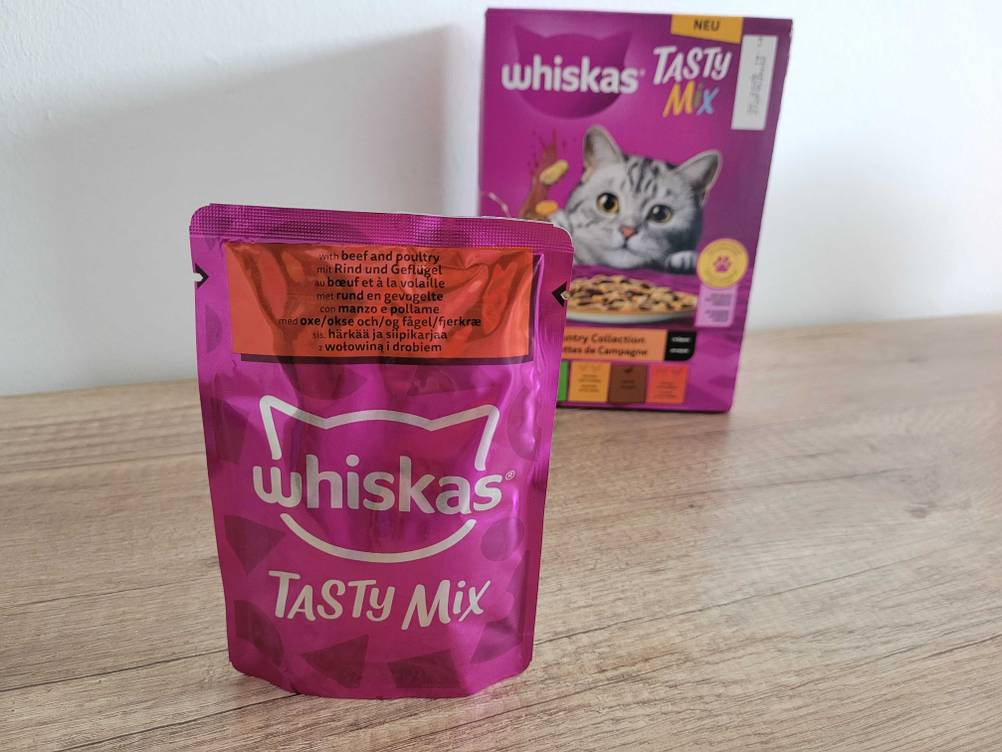 NEU
whiskas®
TASTY
Mix
ntry Collection
ttes de Campagne
with beef and poultry
mit Rind und Geflügel
au bœuf et à la volaille
met rund en gevogelte
con manzo e pollame
med oxe/okse och/og fågel/fjerkræ
sis. härkää ja siipikarjaa
z wołowiną i drobiem
whiskas®
TASTY Mix